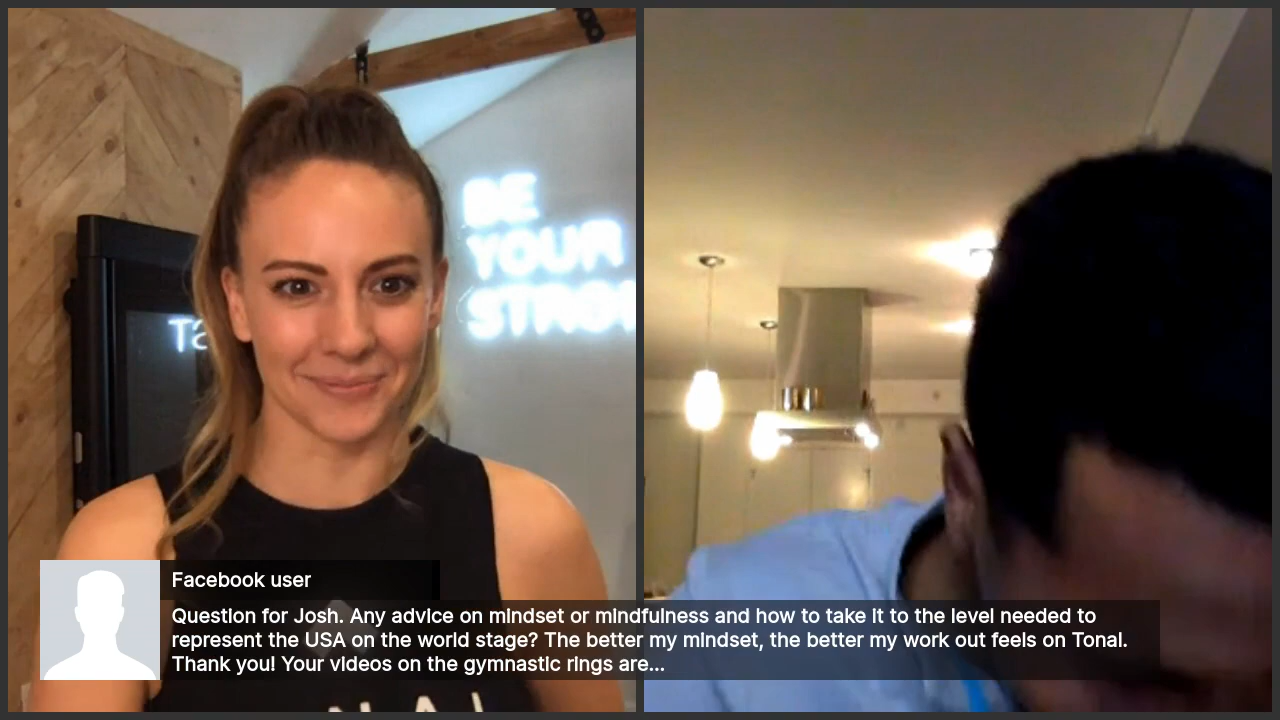 BE
YOUR
Ta
Facebook user
Question for Josh. Any advice on mindset or mindfulness and how to take it to the level needed to
represent the USA on the world stage? The better my mindset, the better my work out feels on Tonal.
Thank you! Your videos on the gymnastic rings are...